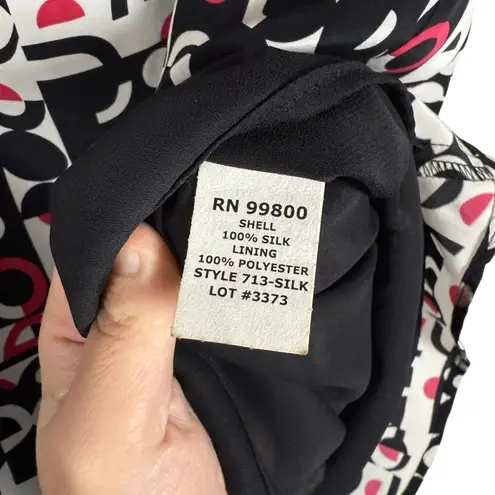 RN 99800
SHELL
100% SILK
LINING
100% POLYESTER
STYLE 713-SILK
LOT #3373